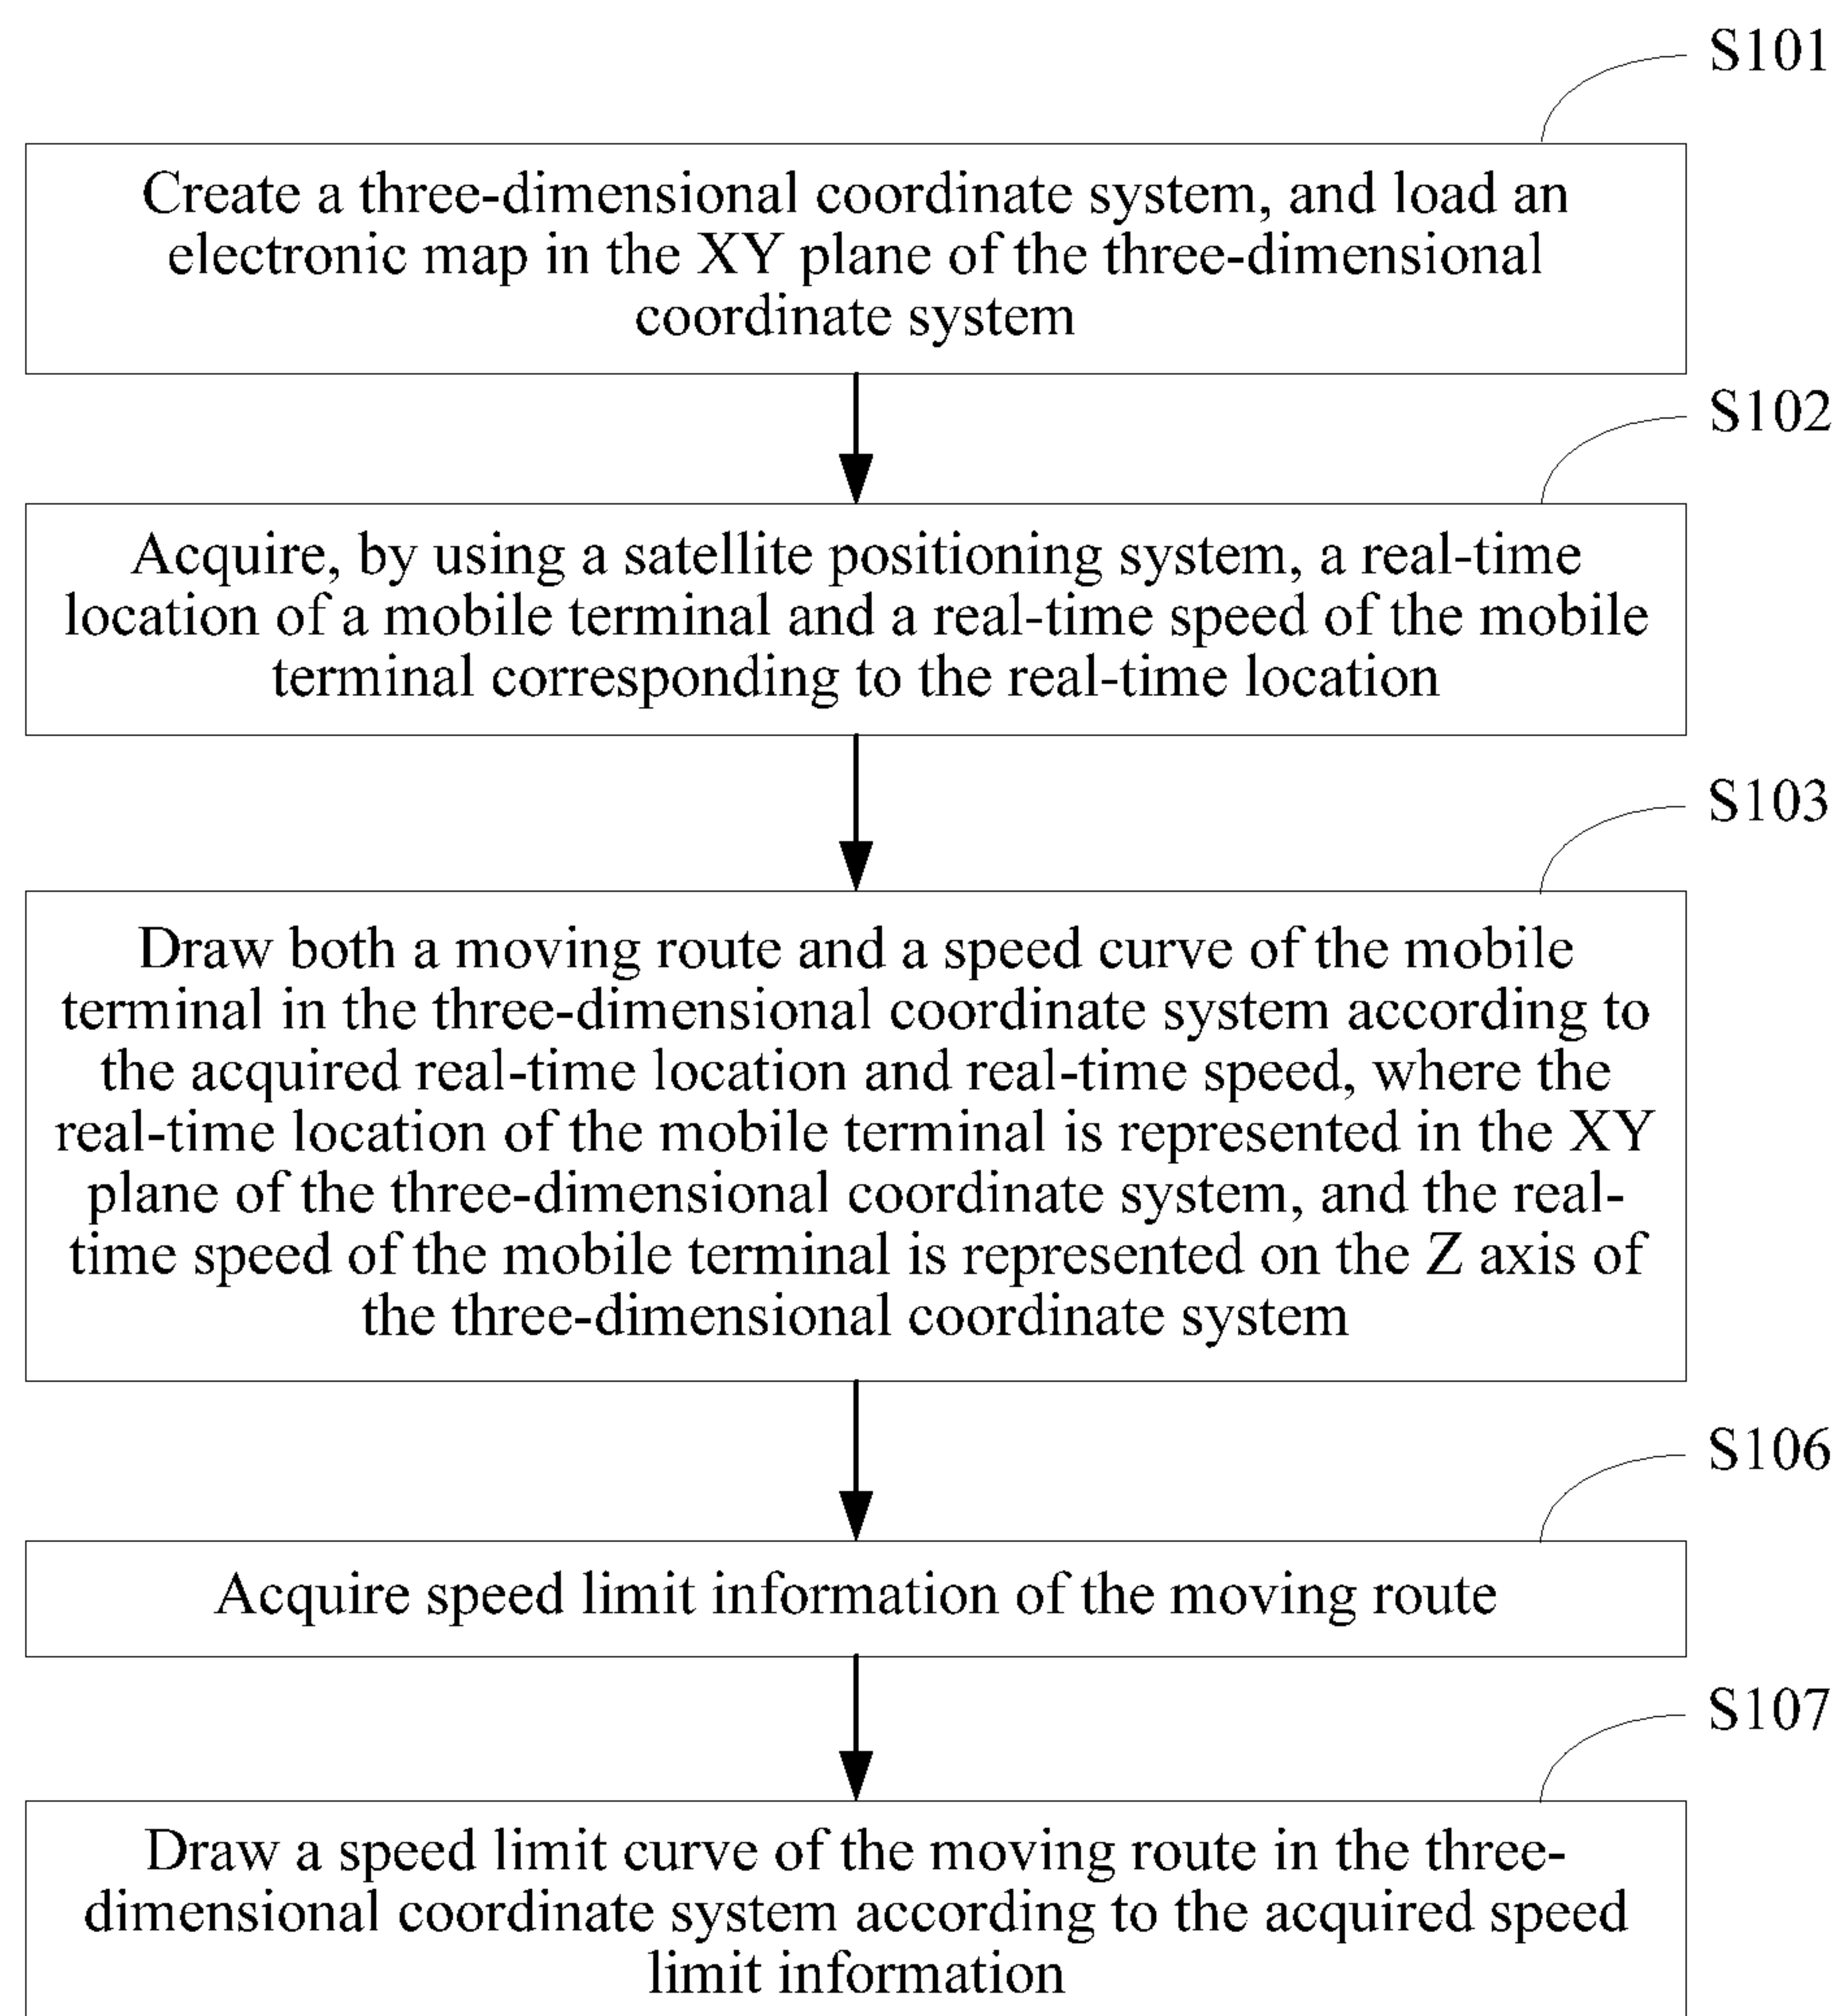 S101
Create a three-dimensional coordinate system, and load an
electronic map in the XY plane of the three-dimensional
coordinate system
S102
Acquire, by using a satellite positioning system, a real-time
location of a mobile terminal and a real-time speed of the mobile
terminal corresponding to the real-time location
S103
Draw both a moving route and a speed curve of the mobile
terminal in the three-dimensional coordinate system according to
the acquired real-time location and real-time speed, where the
real-time location of the mobile terminal is represented in the XY
plane of the three-dimensional coordinate system, and the real-
time speed of the mobile terminal is represented on the Z axis of
the three-dimensional coordinate system
S106
Acquire speed limit information of the moving route
S107
Draw a speed limit curve of the moving route in the three-
dimensional coordinate system according to the acquired speed
limit information